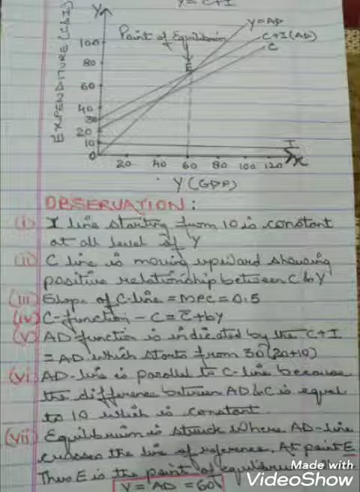 Y = C+I
Y
Y=AD
C+I(AD)
C
Point of Equilibrium
E
EXPENDITURE (C&I)
100
80
60
40
30
20
10
0
I
X
20 40 60 80 100 120
Y(GDP)
OBSERVATION:
(i) I line starting from 10 is constant
at all level of Y
(ii) C line is moving upward showing
positive relationship between C & Y
(iii) Slope of C-line = MPC = 0.5
(iv) C-function - C = C̅+bY
(v) AD function is indicated by the C+I
= AD which starts from 30 (20+10)
(vi) AD-line is parallel to C-line because
the difference between AD & C is equal
to 10 which is constant.
(vii) Equilibrium is struck where AD-line
crosses the line of reference. At point E
Thus E is the point of equilibrium
Y = AD = 60
Made with
VideoShow